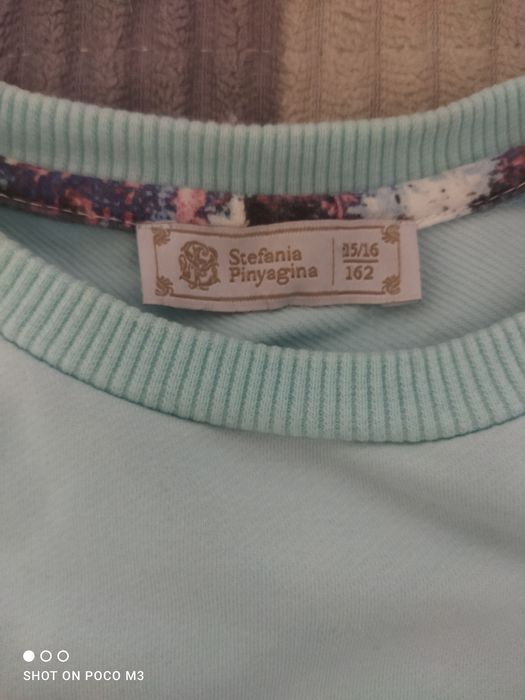 Stefania
Pinyagina
15/16
162
SHOT ON POCO M3